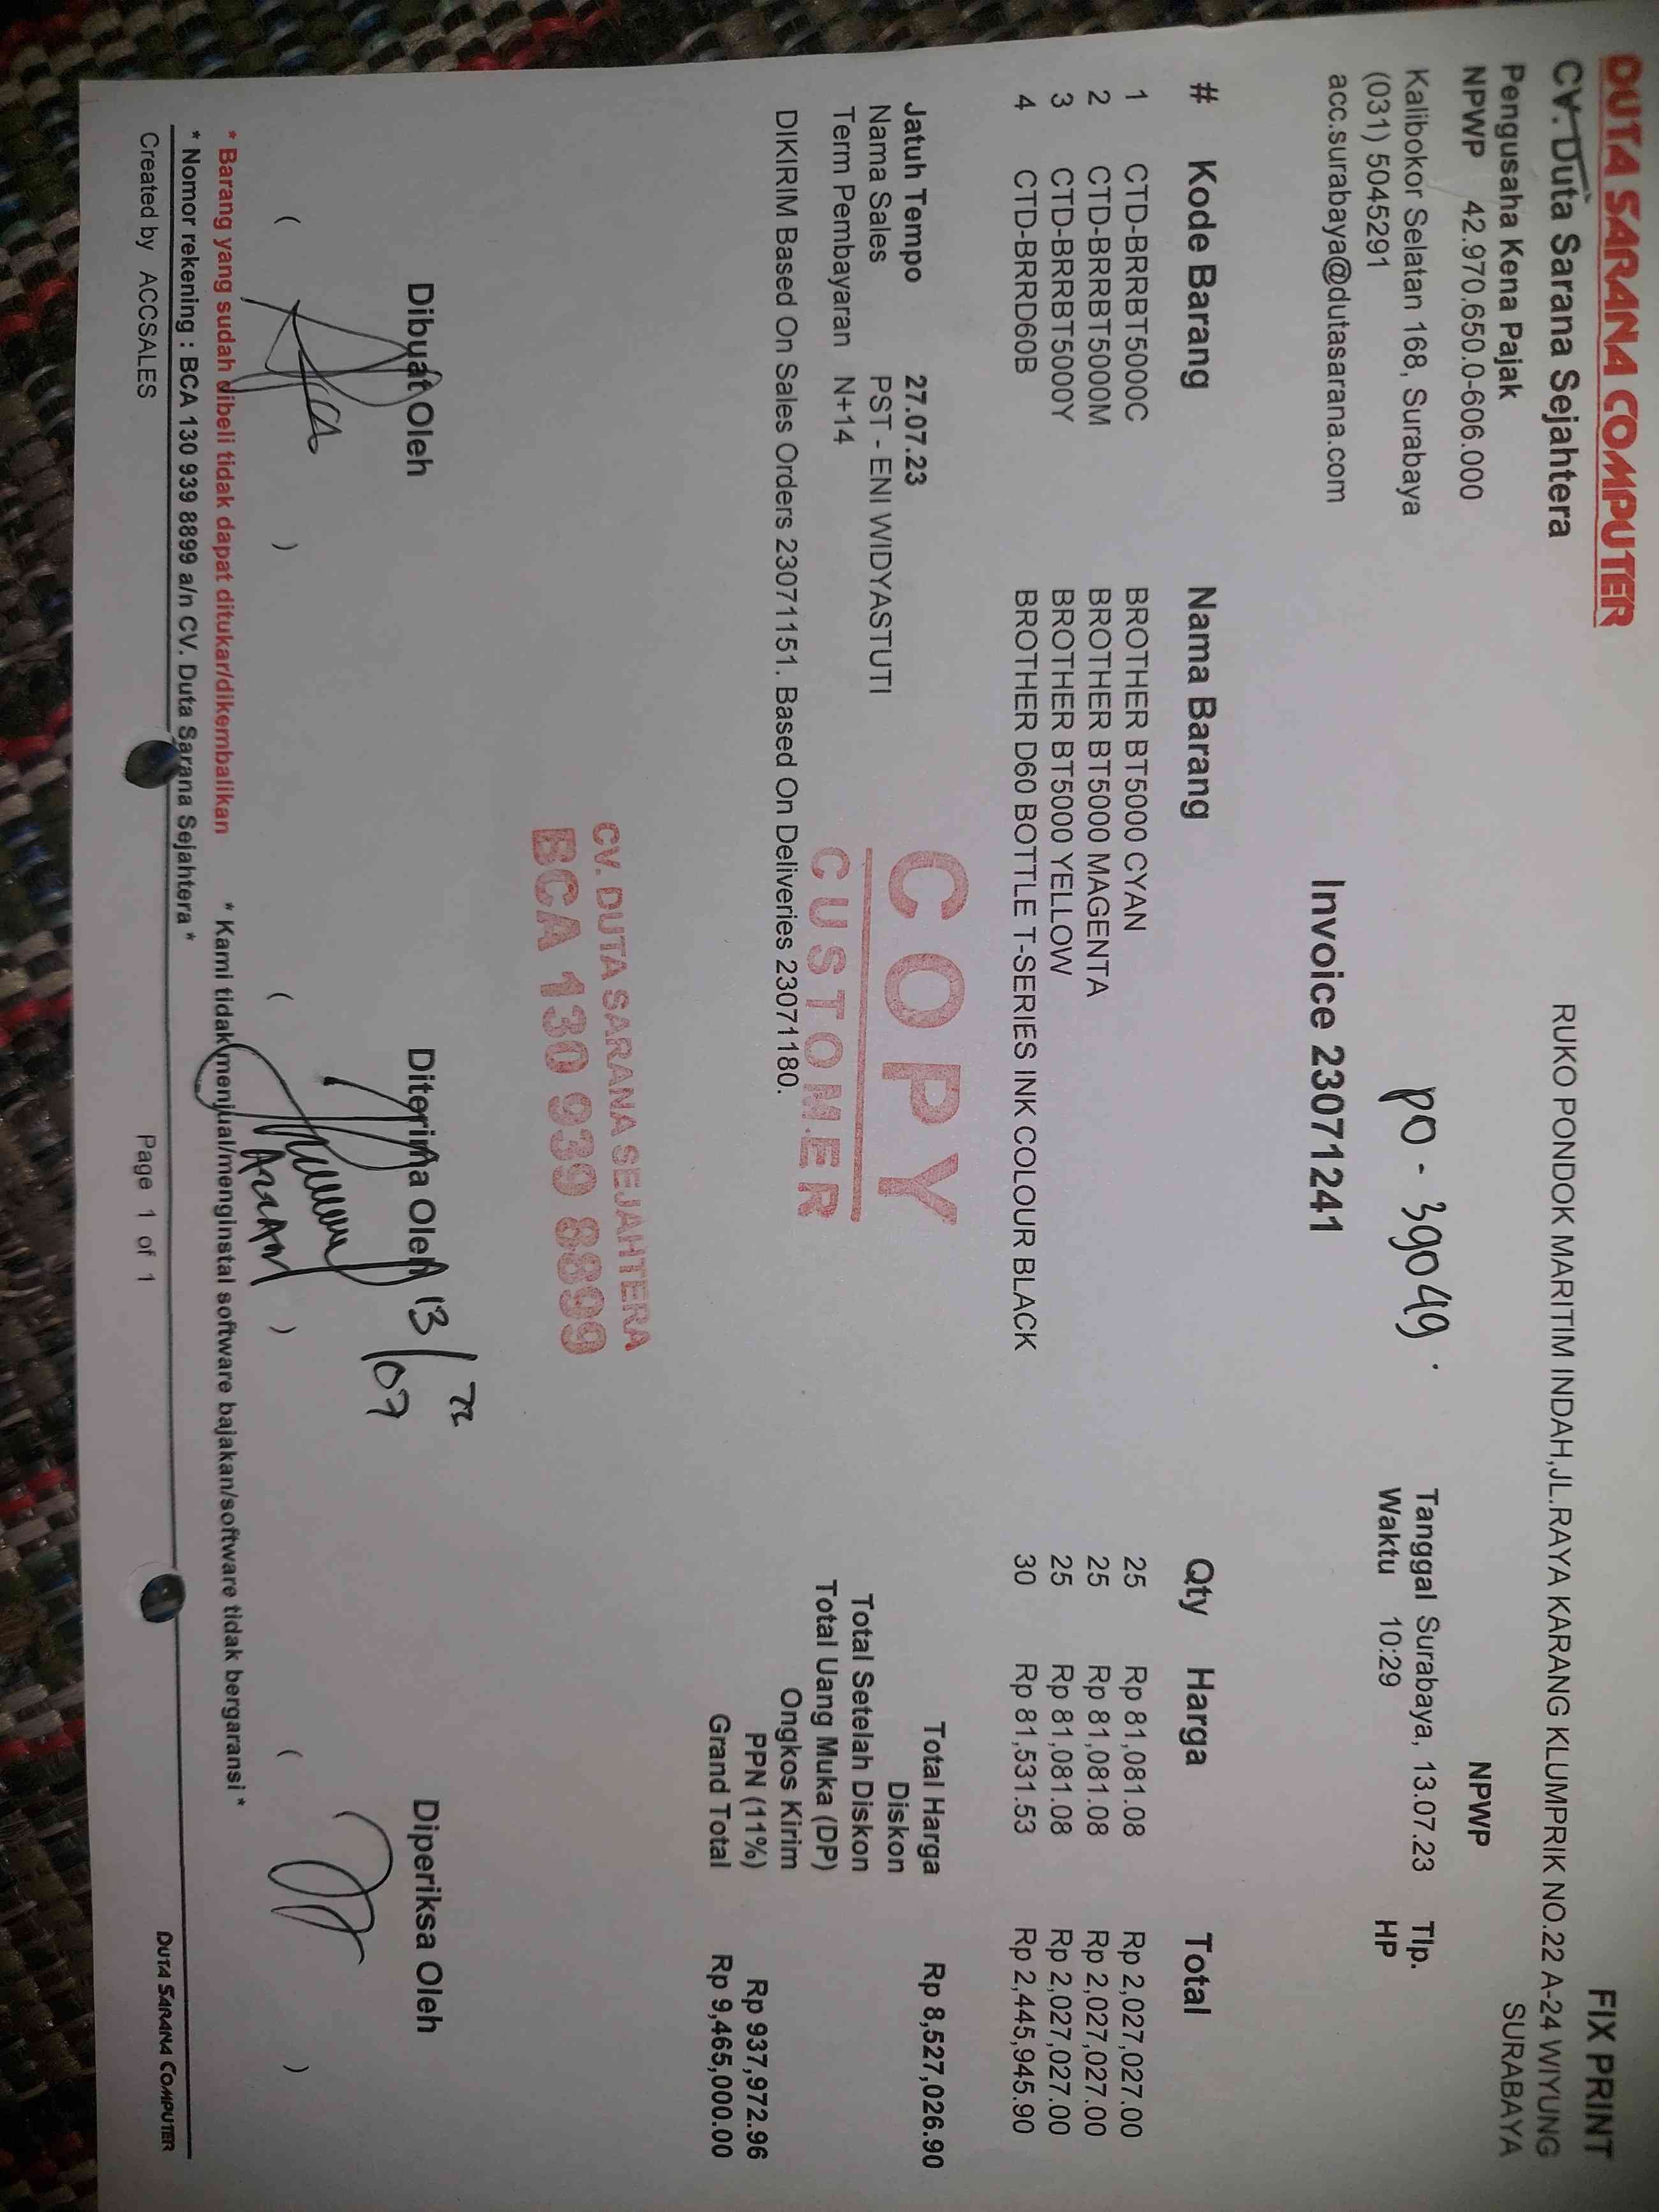 DUTA SARANA COMPUTER
CV. Duta Sarana Sejahtera
Pengusaha Kena Pajak
NPWP 42.970.650.0-606.000
Kalibokor Selatan 168, Surabaya
(031) 5045291
acc.surabaya@dutasarana.com
FIX PRINT
RUKO PONDOK MARITIM INDAH,JL.RAYA KARANG KLUMPRIK NO.22 A-24 WIYUNG
SURABAYA
NPWP
Tanggal Surabaya, 13.07.23 Tlp.
Waktu 10:29 HP
PO - 39049.
Invoice 23071241
# Kode Barang Nama Barang Qty Harga Total
1 CTD-BRRBT5000C BROTHER BT5000 CYAN 25 Rp 81,081.08 Rp 2,027,027.00
2 CTD-BRRBT5000M BROTHER BT5000 MAGENTA 25 Rp 81,081.08 Rp 2,027,027.00
3 CTD-BRRBT5000Y BROTHER BT5000 YELLOW 25 Rp 81,081.08 Rp 2,027,027.00
4 CTD-BRRD60B BROTHER D60 BOTTLE T-SERIES INK COLOUR BLACK 30 Rp 81,531.53 Rp 2,445,945.90
Jatuh Tempo 27.07.23
Nama Sales PST - ENI WIDYASTUTI
Term Pembayaran N+14
DIKIRIM Based On Sales Orders 23071151. Based On Deliveries 23071180.
COPY
CUSTOMER
Total Harga Rp 8,527,026.90
Diskon
Total Setelah Diskon
Total Uang Muka (DP)
Ongkos Kirim
PPN (11%) Rp 937,972.96
Grand Total Rp 9,465,000.00
CV. DUTA SARANA SEJAHTERA
BCA 130 939 8899
Dibuat Oleh Diterima Oleh Diperiksa Oleh
13/07
( ) ( ) ( )
* Barang yang sudah dibeli tidak dapat ditukar/dikembalikan * Kami tidak menjual/menginstal software bajakan/software tidak bergaransi *
* Nomor rekening : BCA 130 939 8899 a/n CV. Duta Sarana Sejahtera *
Created by ACCSALES Page 1 of 1 DUTA SARANA COMPUTER